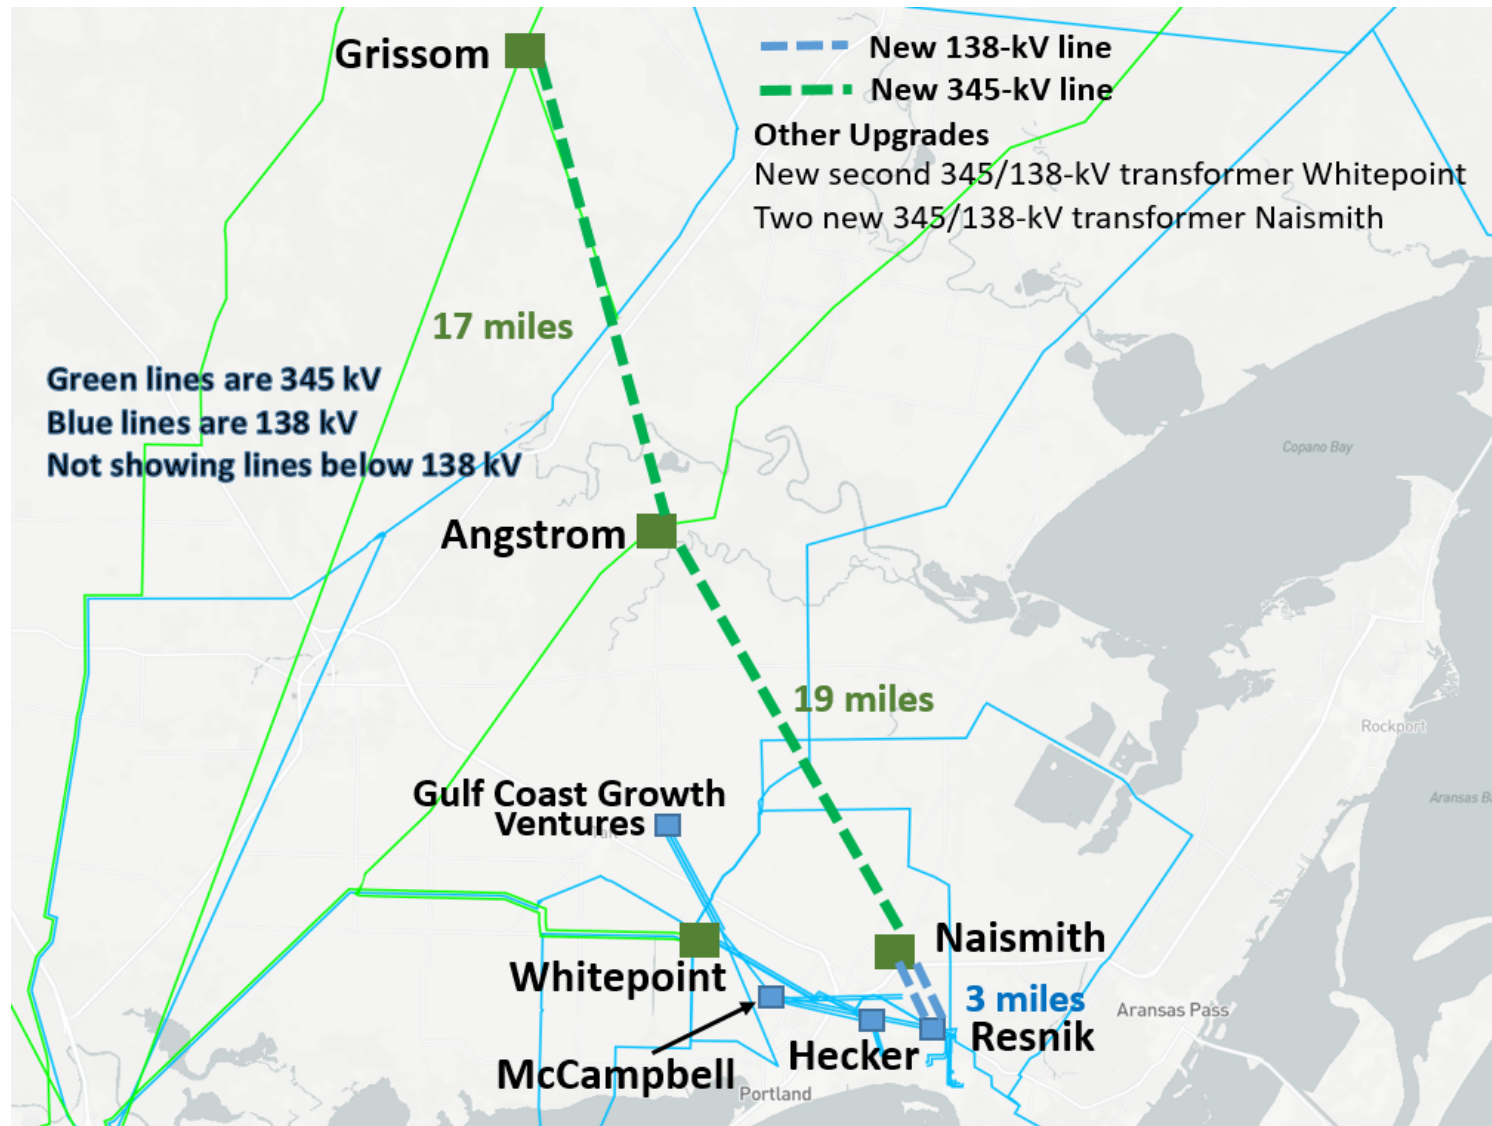 Grissom
New 138-kV line
New 345-kV line
Other Upgrades
New second 345/138-kV transformer Whitepoint
Two new 345/138-kV transformer Naismith
17 miles
Green lines are 345 kV
Blue lines are 138 kV
Not showing lines below 138 kV
Copano Bay
Angstrom
19 miles
Rockport
Gulf Coast Growth
Ventures
Aransas
Naismith
Whitepoint
3 miles
Aransas Pass
Resnik
Hecker
McCampbell
Portland